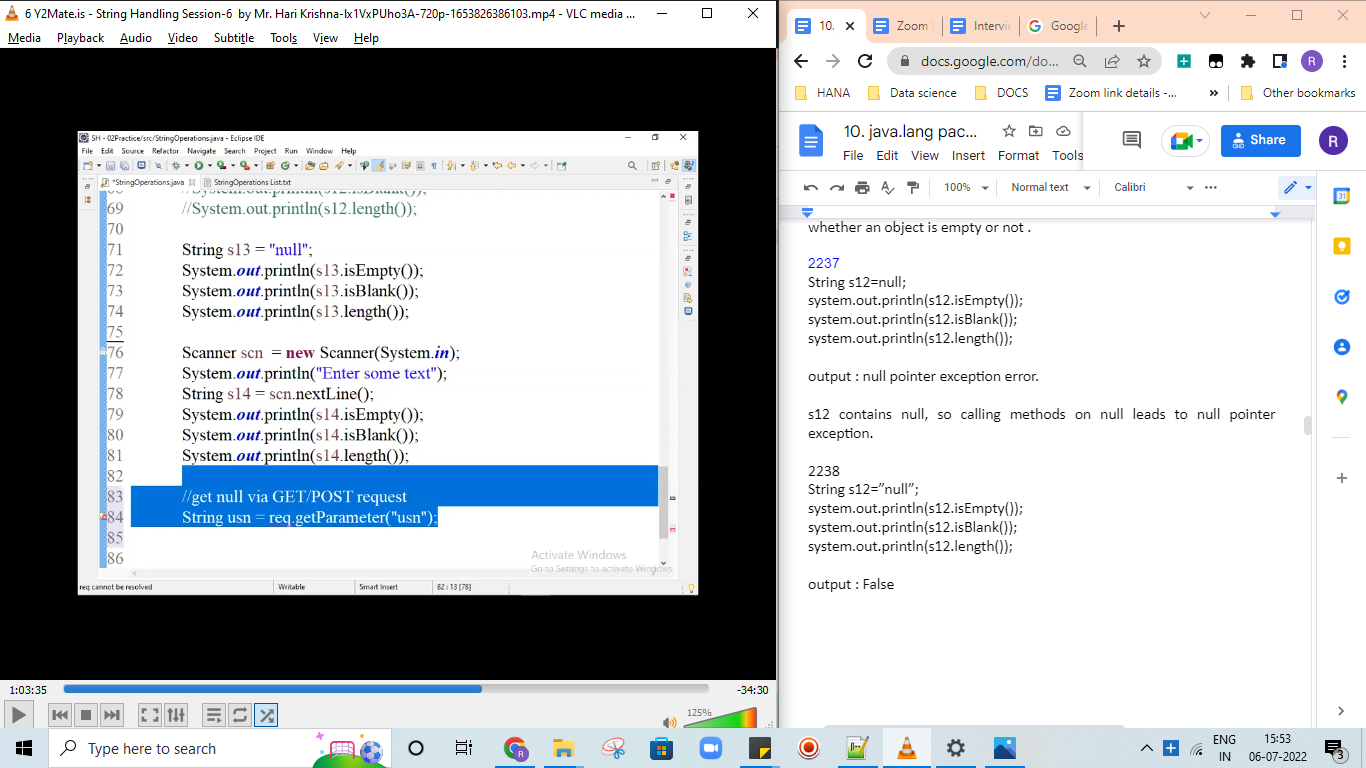 6 Y2Mate.is - String Handling Session-6 by Mr. Hari Krishna-lx1VxPUho3A-720p-1653826386103.mp4 - VLC media ...
Media Playback Audio Video Subtitle Tools View Help
SH - 02Practice/src/StringOperations.java - Eclipse IDE
File Edit Source Refactor Navigate Search Project Run Window Help
*StringOperations.java StringOperations List.txt
68 //System.out.println(s12.isBlank());
69 //System.out.println(s12.length());
70
71 String s13 = "null";
72 System.out.println(s13.isEmpty());
73 System.out.println(s13.isBlank());
74 System.out.println(s13.length());
75
76 Scanner scn = new Scanner(System.in);
77 System.out.println("Enter some text");
78 String s14 = scn.nextLine();
79 System.out.println(s14.isEmpty());
80 System.out.println(s14.isBlank());
81 System.out.println(s14.length());
82
83 //get null via GET/POST request
84 String usn = req.getParameter("usn");
85
86
Activate Windows
Go to Settings to activate Windows.
req cannot be resolved Writable Smart Insert 82 : 13 [78]
1:03:35 -34:30
125%
10. Zoom Intervi Google
docs.google.com/do...
R
HANA Data science DOCS Zoom link details -... » Other bookmarks
10. java.lang pac...
File Edit View Insert Format Tools
Share
R
100% Normal text Calibri
31
whether an object is empty or not .
2237
String s12=null;
system.out.println(s12.isEmpty());
system.out.println(s12.isBlank());
system.out.println(s12.length());
output : null pointer exception error.
s12 contains null, so calling methods on null leads to null pointer
exception.
2238
String s12=”null”;
system.out.println(s12.isEmpty());
system.out.println(s12.isBlank());
system.out.println(s12.length());
output : False
Type here to search
R
ENG
IN
15:53
06-07-2022
3